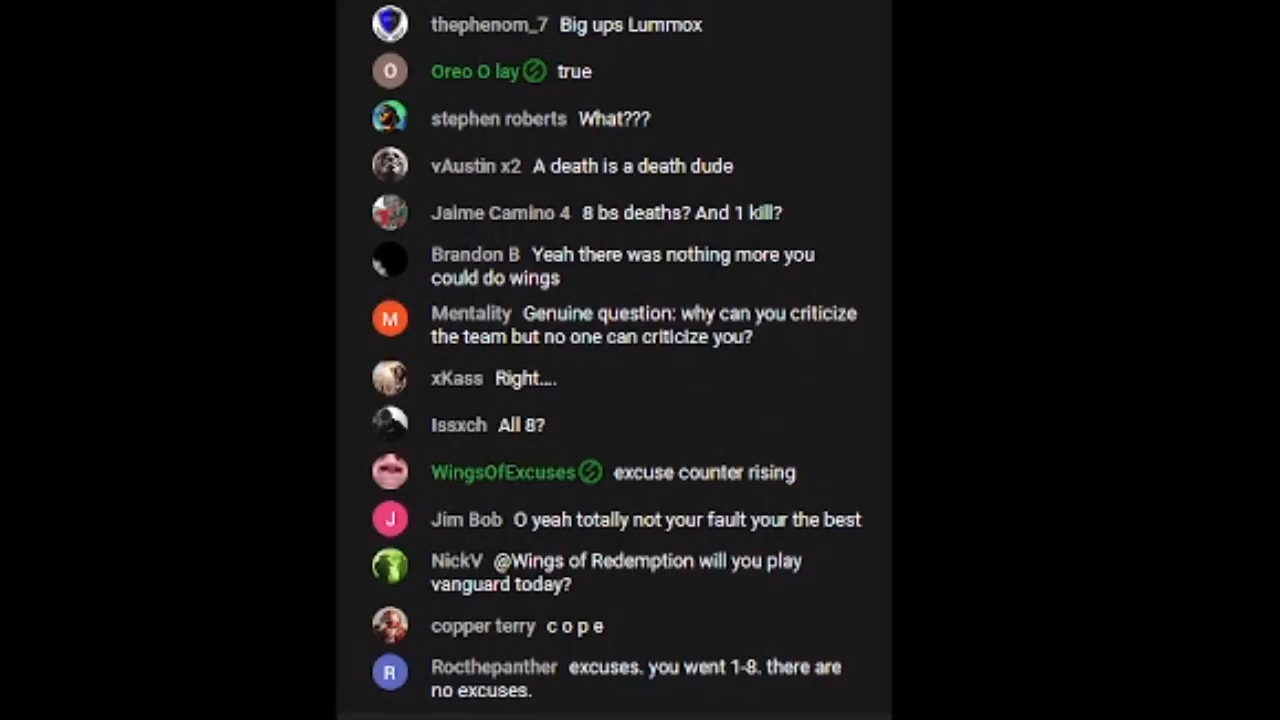 thephenom_7 Big ups Lummox
O Oreo O lay true
stephen roberts What???
vAustin x2 A death is a death dude
Jaime Camino 4 8 bs deaths? And 1 kill?
Brandon B Yeah there was nothing more you
could do wings
M Mentality Genuine question: why can you criticize
the team but no one can criticize you?
xKass Right....
Issxch All 8?
WingsOfExcuses excuse counter rising
J Jim Bob O yeah totally not your fault your the best
NickV @Wings of Redemption will you play
vanguard today?
copper terry c o p e
R Rocthepanther excuses. you went 1-8. there are
no excuses.